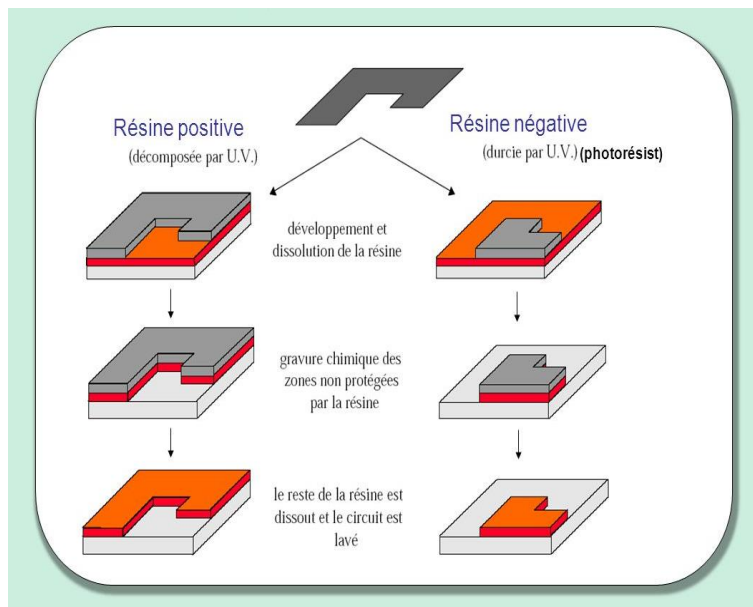 Résine positive
(décomposée par U.V.)
Résine négative
(durcie par U.V.) (photorésist)
développement et
dissolution de la résine
gravure chimique des
zones non protégées
par la résine
le reste de la résine est
dissout et le circuit est
lavé